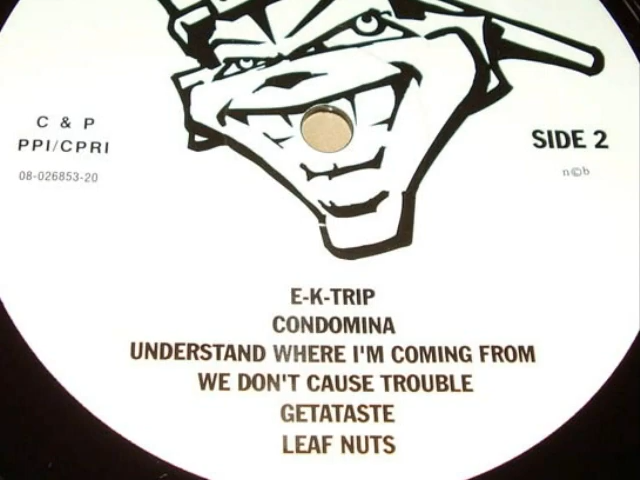 C & P
PPI/CPRI
08-026853-20
SIDE 2
n©b
E-K-TRIP
CONDOMINA
UNDERSTAND WHERE I'M COMING FROM
WE DON'T CAUSE TROUBLE
GETATASTE
LEAF NUTS